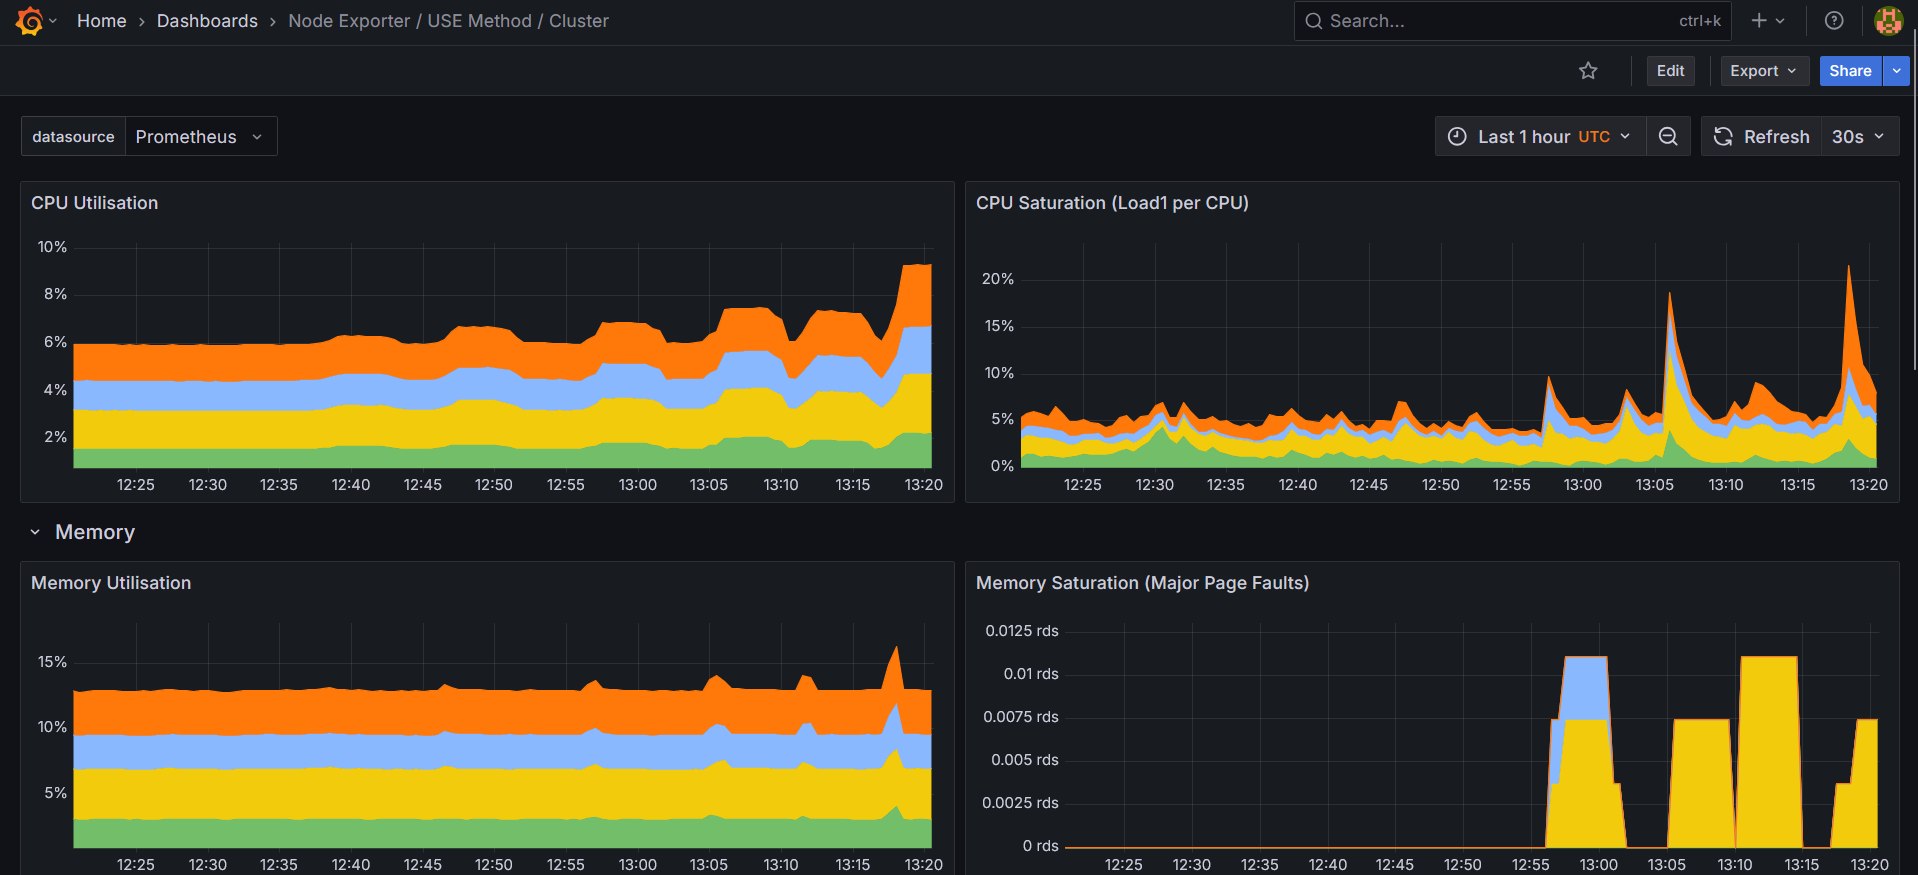 Home › Dashboards › Node Exporter / USE Method / Cluster
Search... ctrl+k
Edit Export Share
datasource Prometheus
Last 1 hour UTC Refresh 30s
CPU Utilisation
10%
8%
6%
4%
2%
12:25 12:30 12:35 12:40 12:45 12:50 12:55 13:00 13:05 13:10 13:15 13:20
CPU Saturation (Load1 per CPU)
20%
15%
10%
5%
0%
12:25 12:30 12:35 12:40 12:45 12:50 12:55 13:00 13:05 13:10 13:15 13:20
Memory
Memory Utilisation
15%
10%
5%
12:25 12:30 12:35 12:40 12:45 12:50 12:55 13:00 13:05 13:10 13:15 13:20
Memory Saturation (Major Page Faults)
0.0125 rds
0.01 rds
0.0075 rds
0.005 rds
0.0025 rds
0 rds
12:25 12:30 12:35 12:40 12:45 12:50 12:55 13:00 13:05 13:10 13:15 13:20